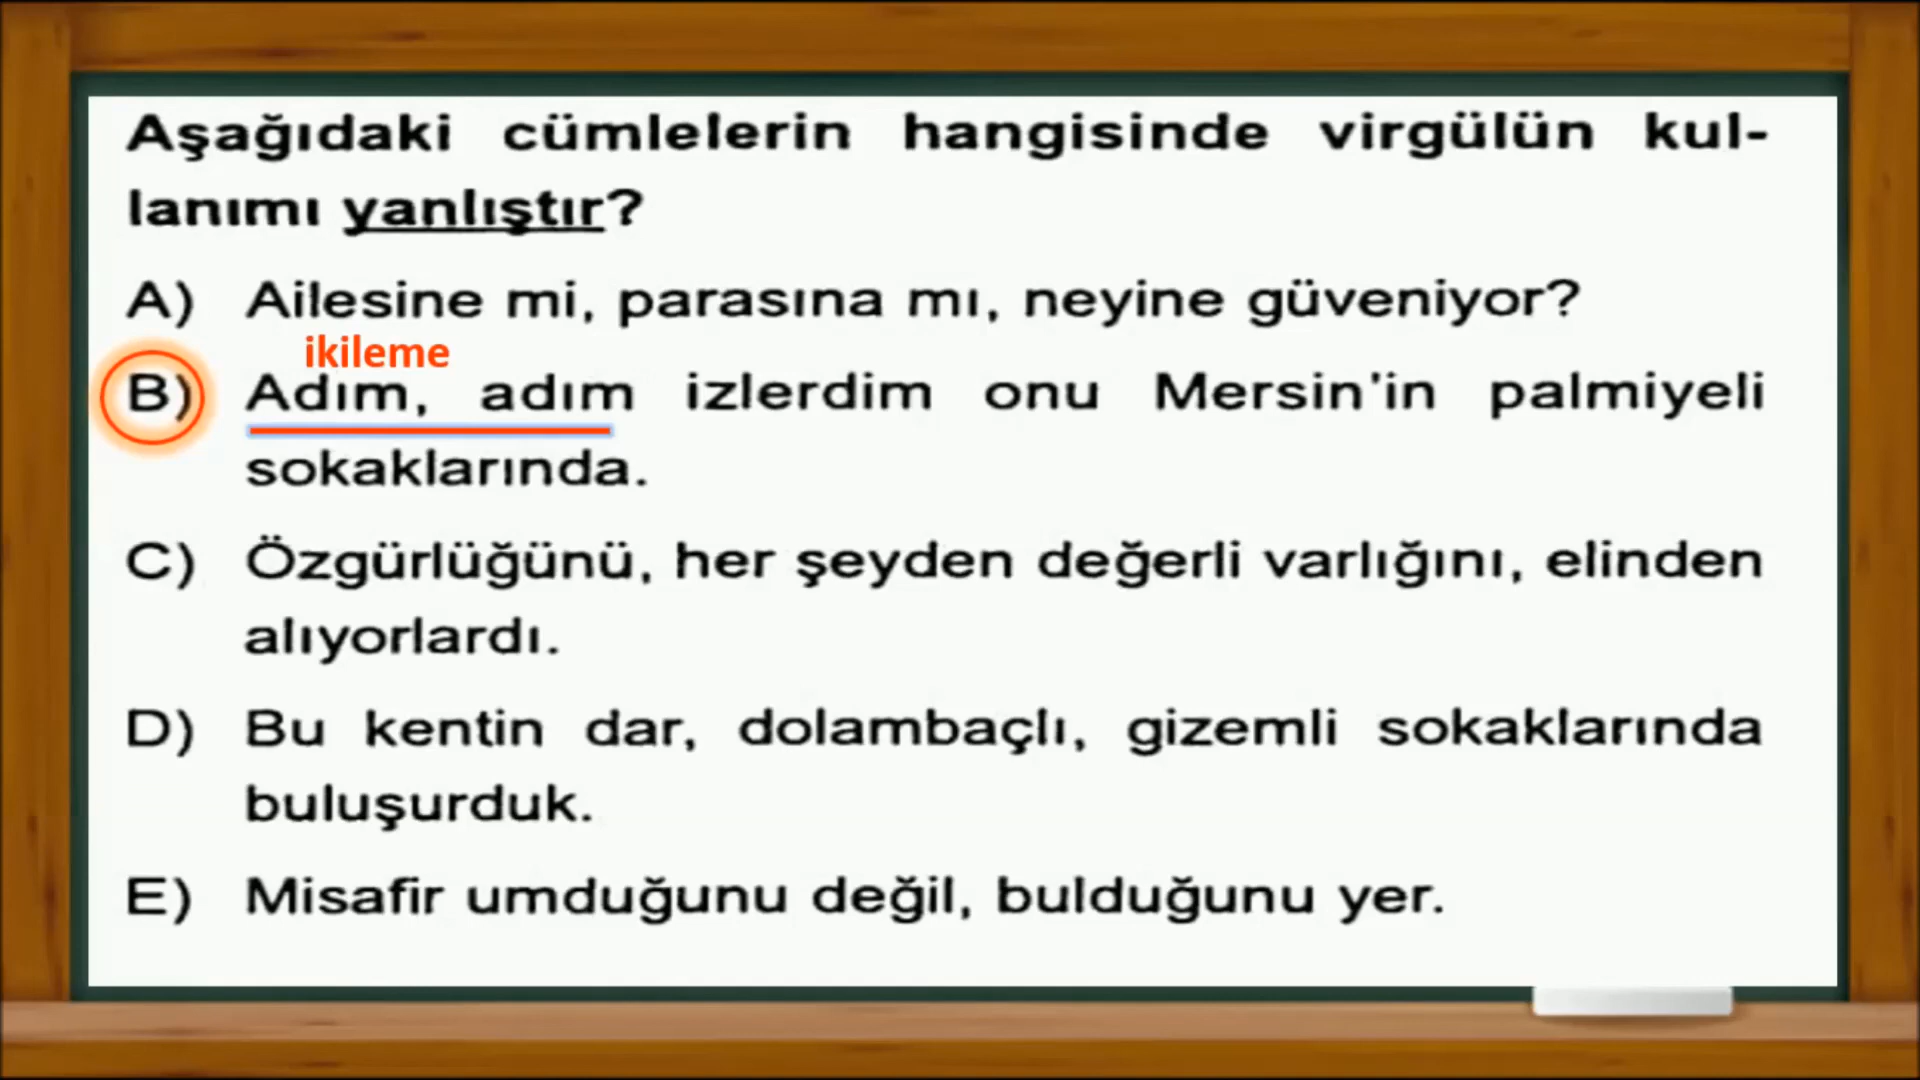 Aşağıdaki cümlelerin hangisinde virgülün kul-
lanımı yanlıştır?
A) Ailesine mi, parasına mı, neyine güveniyor?
ikileme
B) Adım, adım izlerdim onu Mersin'in palmiyeli
sokaklarında.
C) Özgürlüğünü, her şeyden değerli varlığını, elinden
alıyorlardı.
D) Bu kentin dar, dolambaçlı, gizemli sokaklarında
buluşurduk.
E) Misafir umduğunu değil, bulduğunu yer.